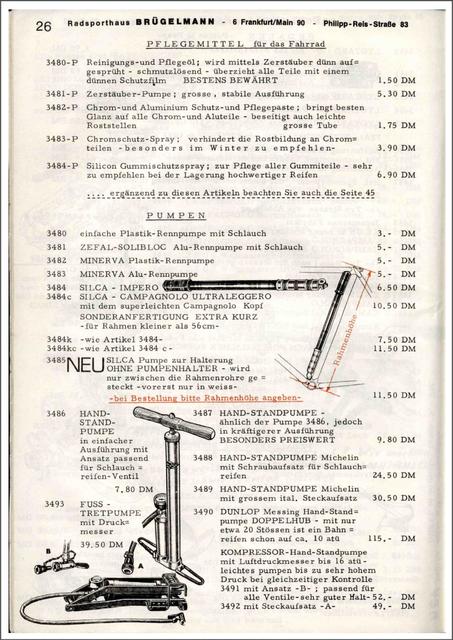 26 Radsporthaus BRÜGELMANN - 6 Frankfurt/Main 90 - Philipp-Reis-Straße 83
PFLEGEMITTEL für das Fahrrad
3480-P Reinigungs-und Pflegeöl; wird mittels Zerstäuber dünn auf=
gesprüht - schmutzlösend - überzieht alle Teile mit einem
dünnen Schutzfilm BESTENS BEWÄHRT 1,50 DM
3481-P Zerstäuber-Pumpe; grosse, stabile Ausführung 5,30 DM
3482-P Chrom-und Aluminium Schutz-und Pflegepaste; bringt besten
Glanz auf alle Chrom-und Aluteile - beseitigt auch leichte
Roststellen grosse Tube 1,75 DM
3483-P Chromschutz-Spray; verhindert die Rostbildung an Chrom=
teilen -besonders im Winter zu empfehlen- 3,90 DM
3484-P Silicon Gummischutzspray; zur Pflege aller Gummiteile - sehr
zu empfehlen bei der Lagerung hochwertiger Reifen 6,90 DM
.... ergänzend zu diesen Artikeln beachten Sie auch die Seite 45
PUMPEN
3480 einfache Plastik-Rennpumpe mit Schlauch 3,- DM
3481 ZEFAL-SOLIBLOC Alu-Rennpumpe mit Schlauch 5,- DM
3482 MINERVA Plastik-Rennpumpe 5,- DM
3483 MINERVA Alu-Rennpumpe 5,- DM
3484 SILCA - IMPERO 6,50 DM
3484c SILCA - CAMPAGNOLO ULTRALEGGERO
mit dem superleichten Campagnolo Kopf 10,50 DM
SONDERANFERTIGUNG EXTRA KURZ
-für Rahmen kleiner als 56cm-
3484k -wie Artikel 3484- 7,50 DM
3484kc -wie Artikel 3484 c- 11,50 DM
3485 NEU SILCA Pumpe zur Halterung
OHNE PUMPENHALTER - wird
nur zwischen die Rahmenrohre ge=
steckt -vorerst nur in weiss-
-bei Bestellung bitte Rahmenhöhe angeben- 11,50 DM
Rahmenhöhe
3486 HAND-
STAND-
PUMPE
in einfacher
Ausführung mit
Ansatz passend
für Schlauch=
reifen-Ventil
7,80 DM
3493 FUSS-
TRETPUMPE
mit Druck=
messer
39.50 DM
B
A
3487 HAND-STANDPUMPE -
ähnlich der Pumpe 3486, jedoch
in kräftigerer Ausführung
BESONDERS PREISWERT 9.80 DM
3488 HAND-STANDPUMPE Michelin
mit Schraubaufsatz für Schlauch=
reifen 24,50 DM
3489 HAND-STANDPUMPE Michelin
mit grossem ital. Steckaufsatz 30,50 DM
3490 DUNLOP Messing Hand-Stand=
pumpe DOPPELHUB - mit nur
etwa 20 Stössen ist ein Bahn=
reifen schon auf ca. 10 atü 115,- DM
KOMPRESSOR-Hand-Standpumpe
mit Luftdruckmesser bis 16 atü-
leichtes pumpen bis zu sehr hohem
Druck bei gleichzeitiger Kontrolle
3491 mit Ansatz -B- ; passend für
alle Ventile-sehr guter Halt- 52,- DM
3492 mit Steckaufsatz -A- 49,- DM